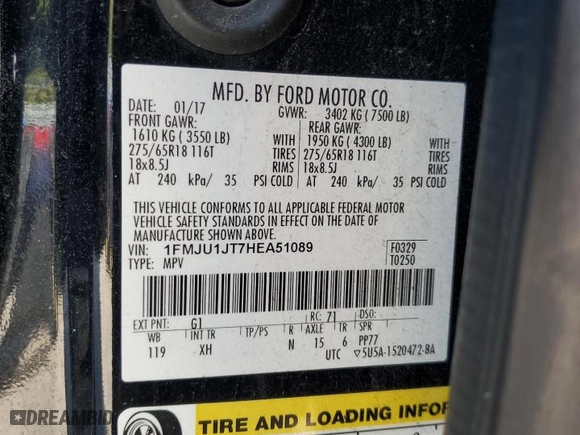 MFD. BY FORD MOTOR CO.
DATE: 01/17 GVWR: 3402 KG ( 7500 LB)
FRONT GAWR: REAR GAWR:
1610 KG ( 3550 LB) WITH 1950 KG ( 4300 LB) WITH
275/65R18 116T TIRES 275/65R18 116T TIRES
18x8.5J RIMS 18x8.5J RIMS
AT 240 kPa/ 35 PSI COLD AT 240 kPa/ 35 PSI COLD
THIS VEHICLE CONFORMS TO ALL APPLICABLE FEDERAL MOTOR
VEHICLE SAFETY STANDARDS IN EFFECT ON THE DATE OF
MANUFACTURE SHOWN ABOVE.
VIN: 1FMJU1JT7HEA51089 F0329
TYPE: MPV T0250
EXT PNT: G1 RC: 71 DSO:
WB INT TR TP/PS R AXLE TR SPR
119 XH N 15 6 PP77
UTC ▽5U5A-1520472-BA
TIRE AND LOADING INFOR
DREAMBID